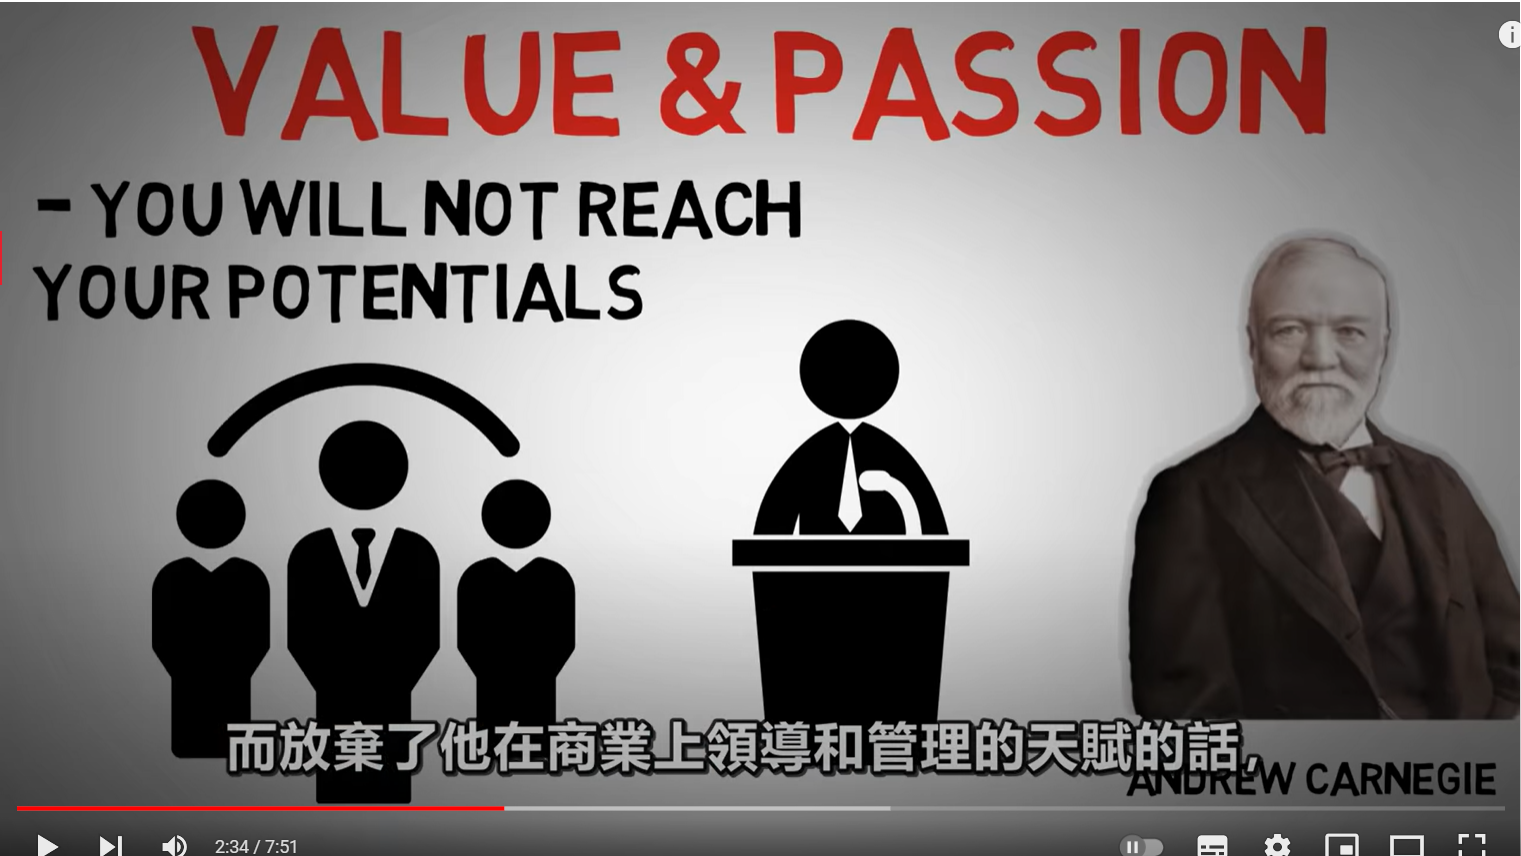 VALUE & PASSION
- YOU WILL NOT REACH
YOUR POTENTIALS
而放棄了他在商業上領導和管理的天賦的話,
ANDREW CARNEGIE
2:34 / 7:51